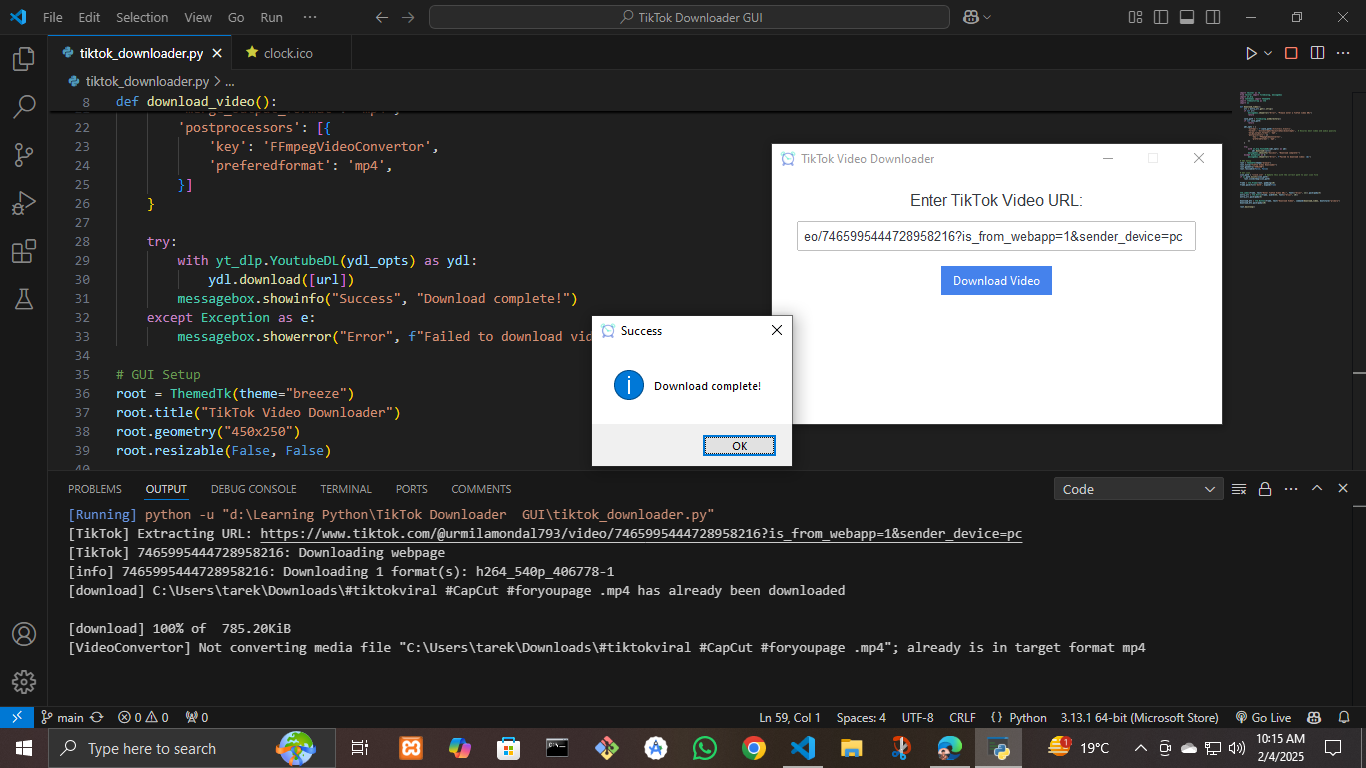 File Edit Selection View Go Run ···
TikTok Downloader GUI
tiktok_downloader.py
clock.ico
tiktok_downloader.py > ...
8 def download_video():
22 'postprocessors': [{
23 'key': 'FFmpegVideoConvertor',
24 'preferedformat': 'mp4',
25 }]
26 }
27
28 try:
29 with yt_dlp.YoutubeDL(ydl_opts) as ydl:
30 ydl.download([url])
31 messagebox.showinfo("Success", "Download complete!")
32 except Exception as e:
33 messagebox.showerror("Error", f"Failed to download vid
34
35 # GUI Setup
36 root = ThemedTk(theme="breeze")
37 root.title("TikTok Video Downloader")
38 root.geometry("450x250")
39 root.resizable(False, False)
40
TikTok Video Downloader
Enter TikTok Video URL:
eo/7465995444728958216?is_from_webapp=1&sender_device=pc
Download Video
Success
Download complete!
OK
PROBLEMS OUTPUT DEBUG CONSOLE TERMINAL PORTS COMMENTS
Code
[Running] python -u "d:\Learning Python\TikTok Downloader  GUI\tiktok_downloader.py"
[TikTok] Extracting URL: https://www.tiktok.com/@urmilamondal793/video/7465995444728958216?is_from_webapp=1&sender_device=pc
[TikTok] 7465995444728958216: Downloading webpage
[info] 7465995444728958216: Downloading 1 format(s): h264_540p_406778-1
[download] C:\Users\tarek\Downloads\#tiktokviral #CapCut #foryoupage .mp4 has already been downloaded
[download] 100% of  785.20KiB
[VideoConvertor] Not converting media file "C:\Users\tarek\Downloads\#tiktokviral #CapCut #foryoupage .mp4"; already is in target format mp4
main 0 0 0
Ln 59, Col 1 Spaces: 4 UTF-8 CRLF {} Python 3.13.1 64-bit (Microsoft Store) Go Live
Type here to search
1 19°C
10:15 AM
2/4/2025